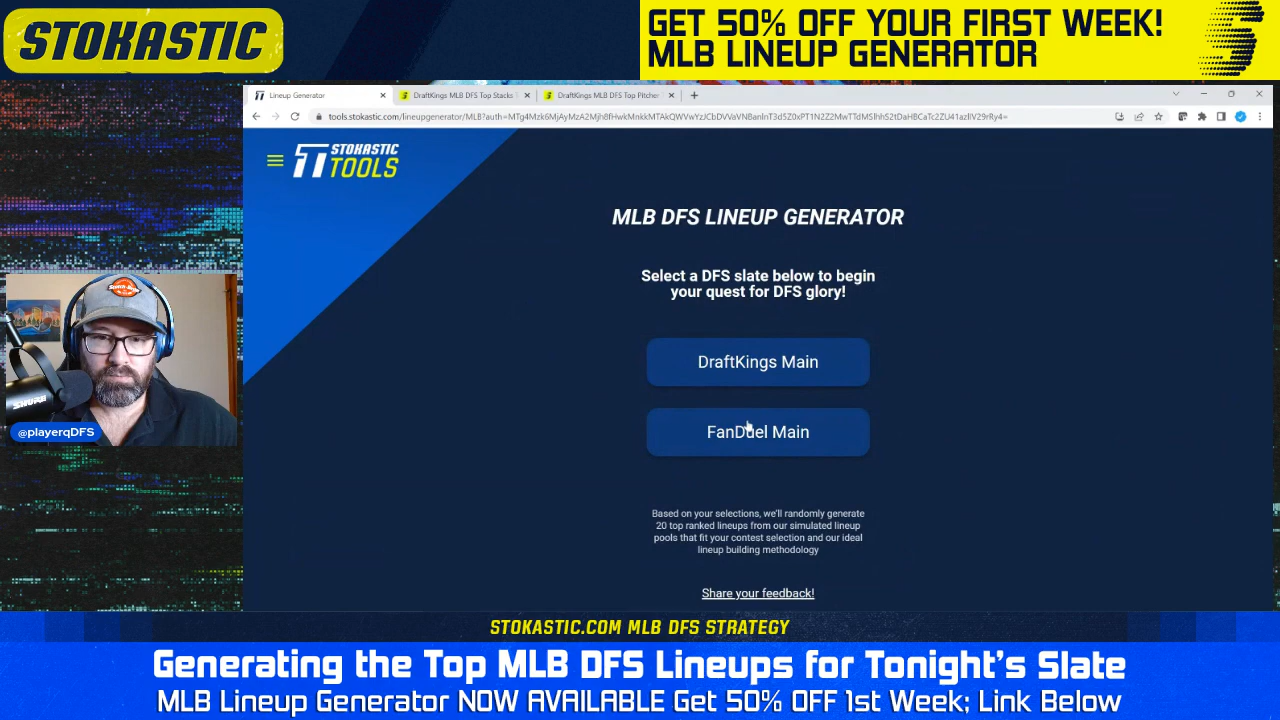 STOKASTIC
GET 50% OFF YOUR FIRST WEEK!
MLB LINEUP GENERATOR
Lineup Generator
DraftKings MLB DFS Top Stacks
DraftKings MLB DFS Top Pitcher
STOKASTIC
TOOLS
MLB DFS LINEUP GENERATOR
Select a DFS slate below to begin
your quest for DFS glory!
DraftKings Main
FanDuel Main
Based on your selections, we'll randomly generate
20 top ranked lineups from our simulated lineup
pools that fit your contest selection and our ideal
lineup building methodology
Share your feedback!
SHURE
@playerqDFS
STOKASTIC.COM MLB DFS STRATEGY
Generating the Top MLB DFS Lineups for Tonight's Slate
MLB Lineup Generator NOW AVAILABLE Get 50% OFF 1st Week; Link Below